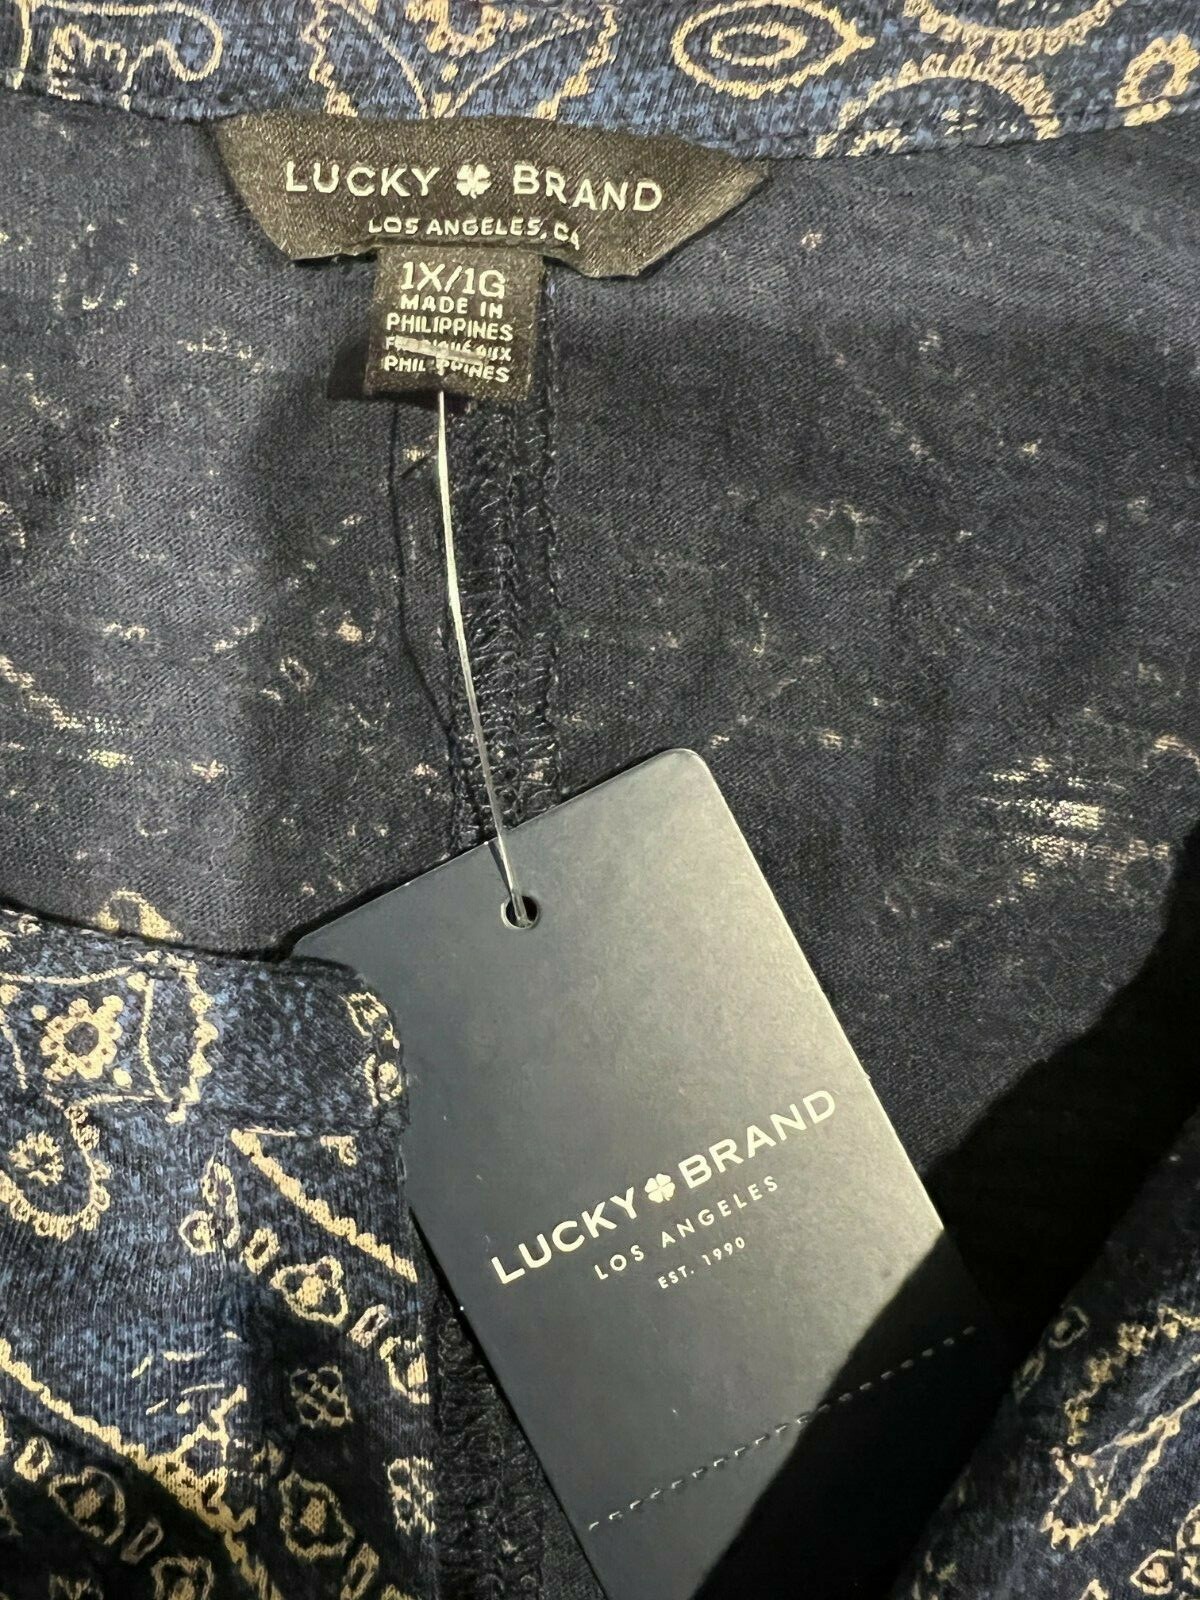 LUCKY BRAND
LOS ANGELES, CA
1X/1G
MADE IN
PHILIPPINES
PHILIPPINES
LUCKY BRAND
LOS ANGELES
EST. 1990